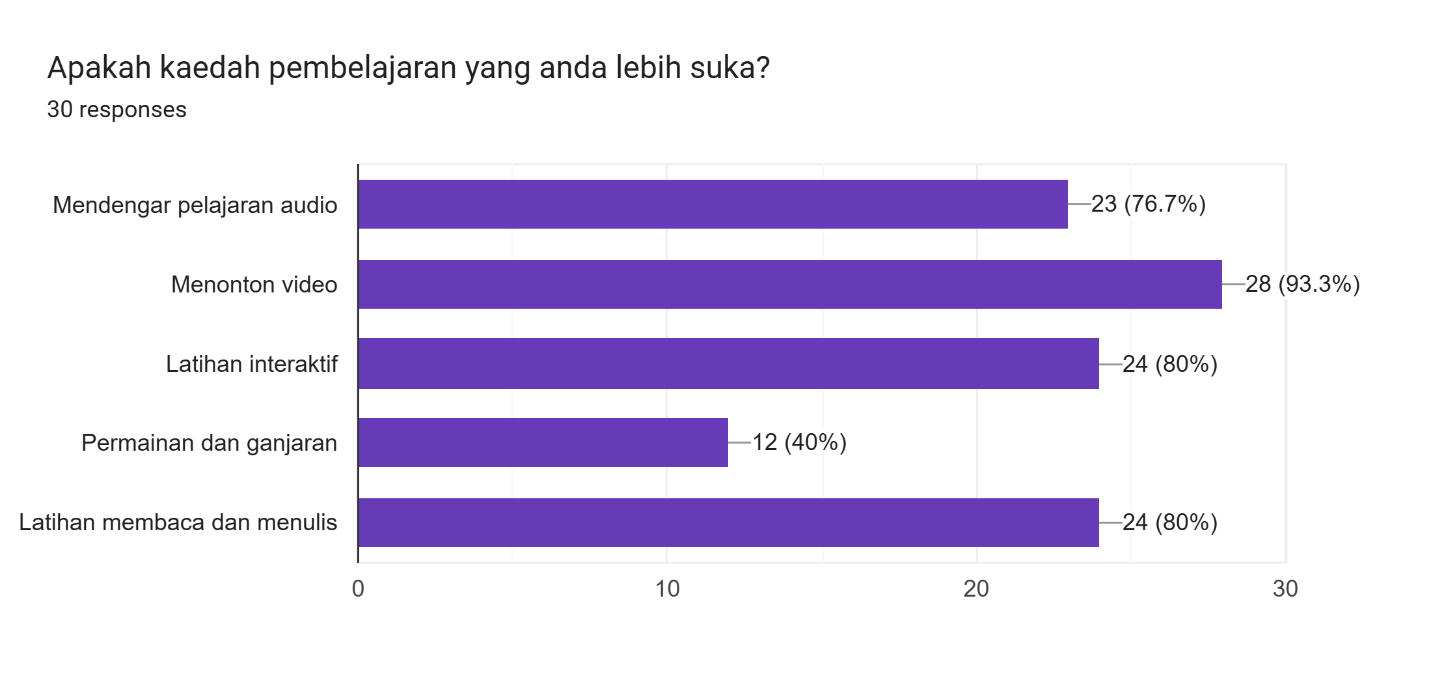 Apakah kaedah pembelajaran yang anda lebih suka?
30 responses
Mendengar pelajaran audio 23 (76.7%)
Menonton video 28 (93.3%)
Latihan interaktif 24 (80%)
Permainan dan ganjaran 12 (40%)
Latihan membaca dan menulis 24 (80%)
0 10 20 30